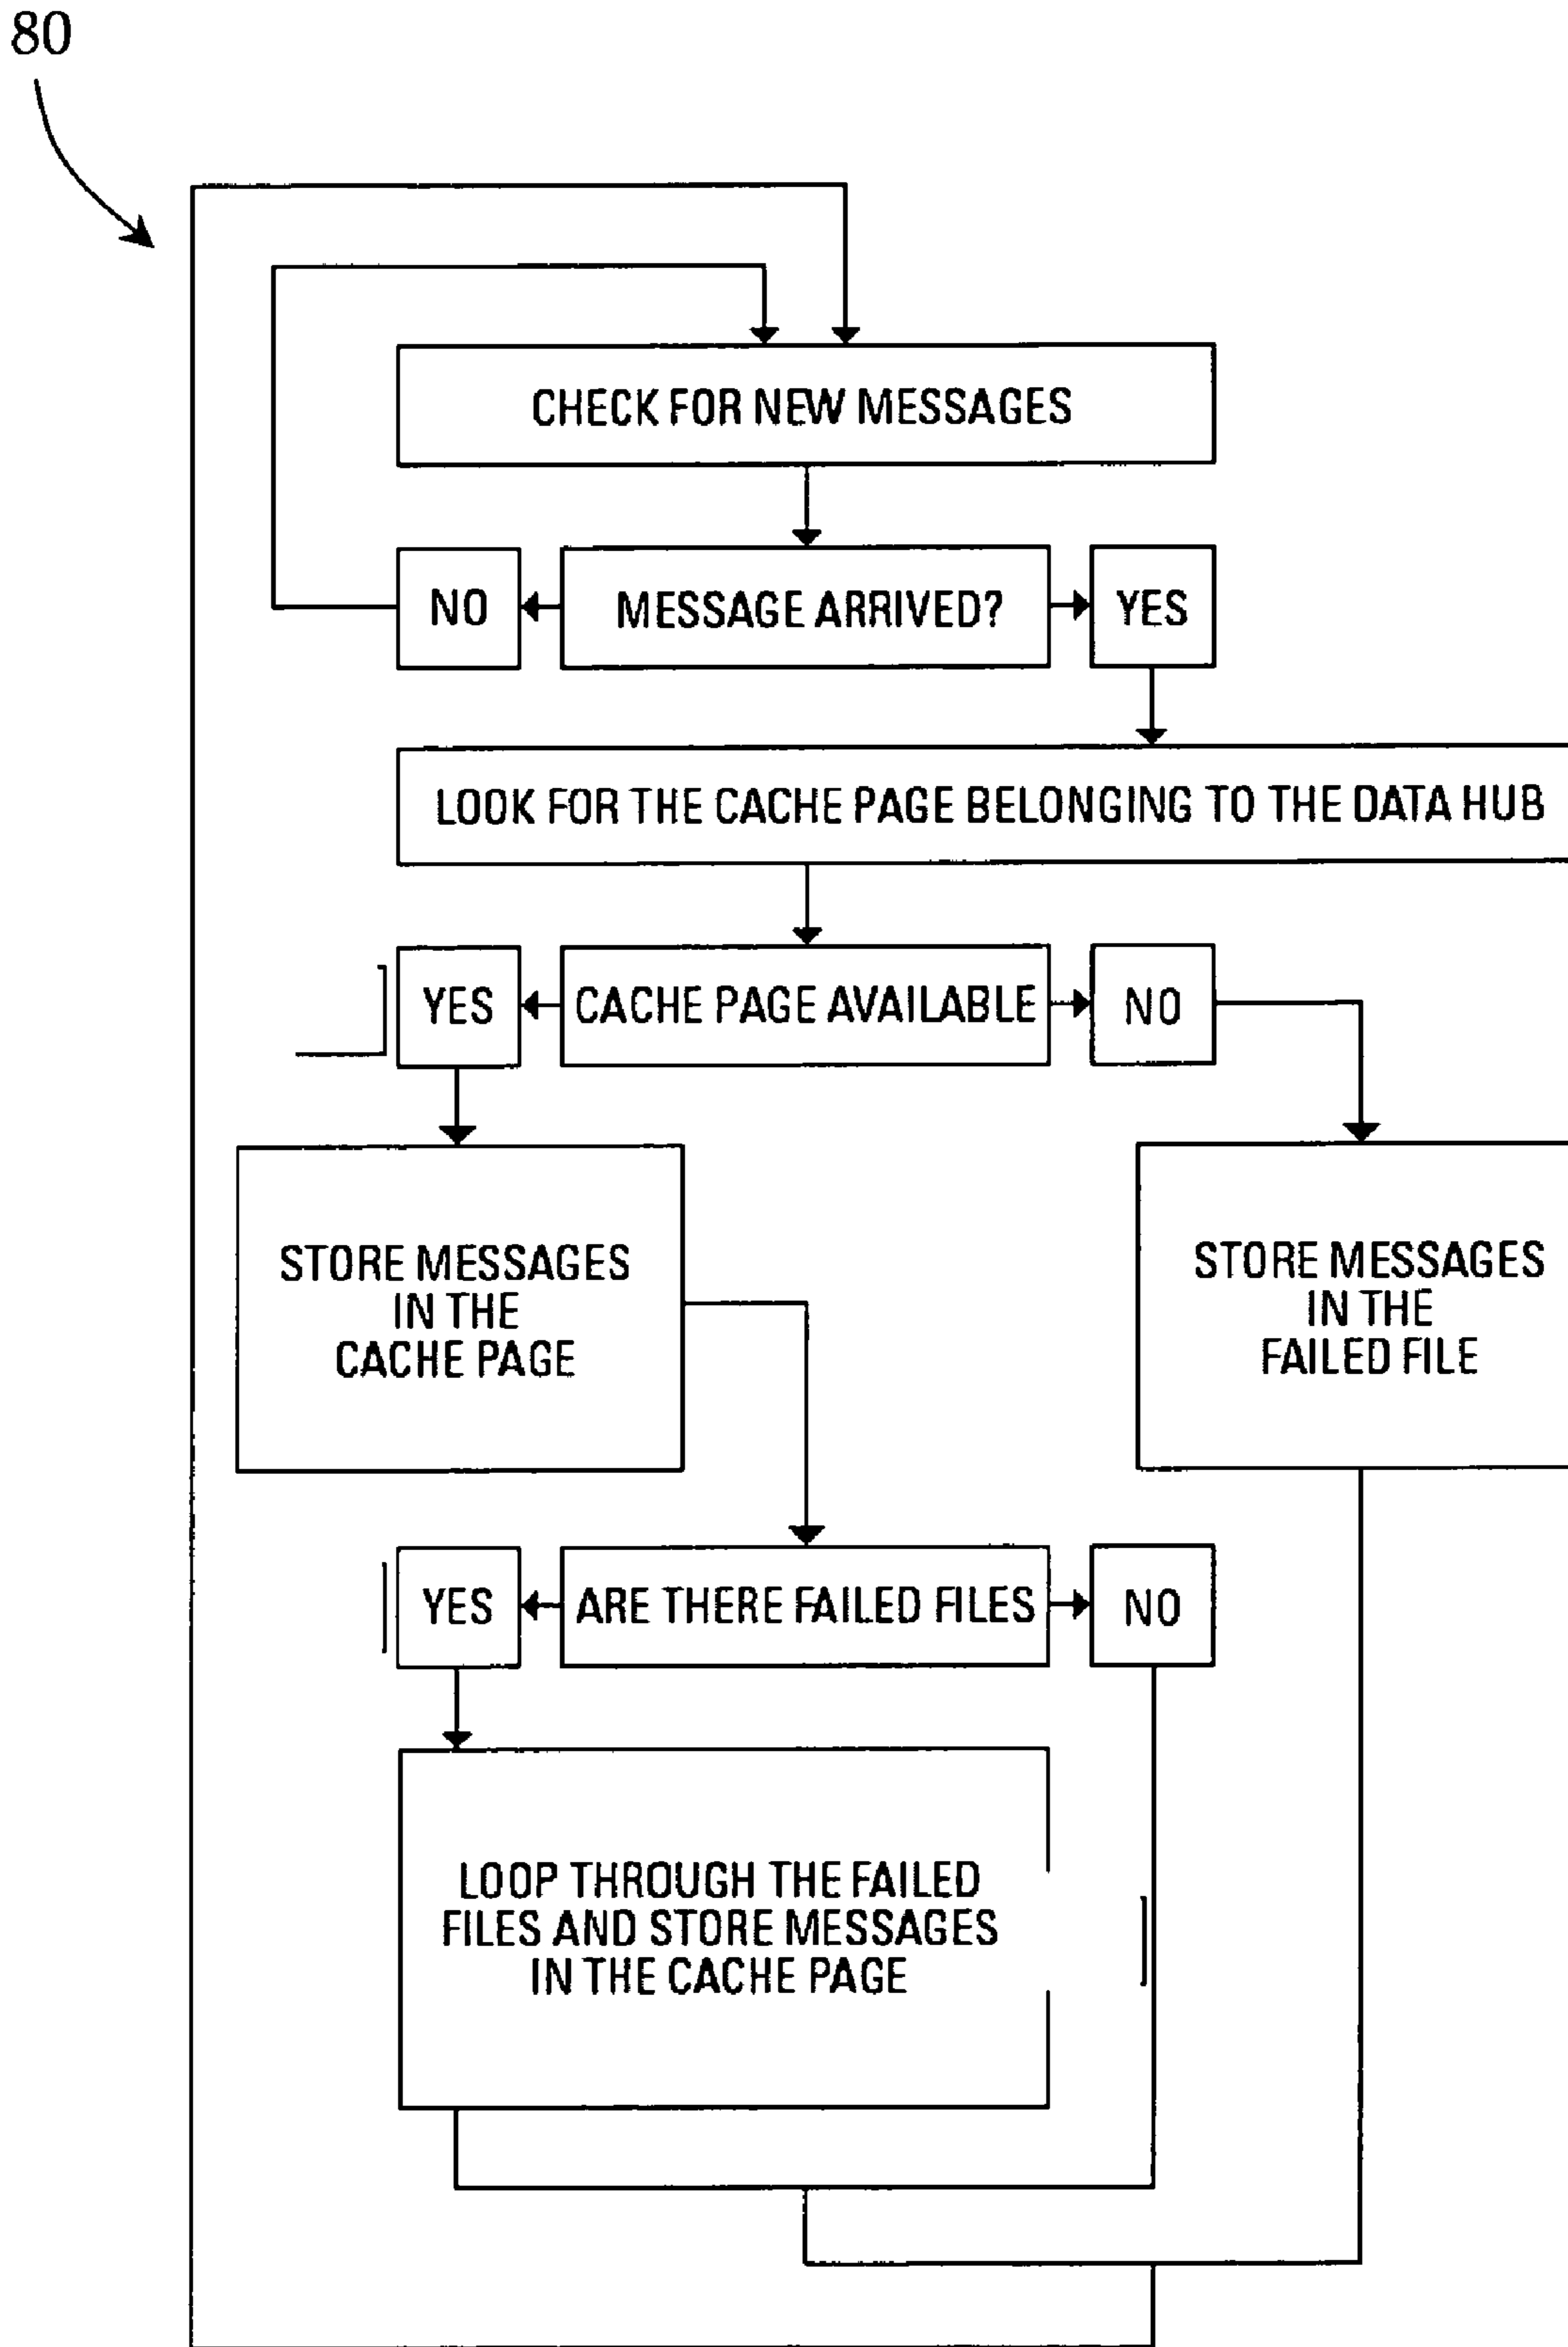 80
CHECK FOR NEW MESSAGES
NO
MESSAGE ARRIVED?
YES
LOOK FOR THE CACHE PAGE BELONGING TO THE DATA HUB
YES
CACHE PAGE AVAILABLE
NO
STORE MESSAGES
IN THE
CACHE PAGE
STORE MESSAGES
IN THE
FAILED FILE
YES
ARE THERE FAILED FILES
NO
LOOP THROUGH THE FAILED
FILES AND STORE MESSAGES
IN THE CACHE PAGE